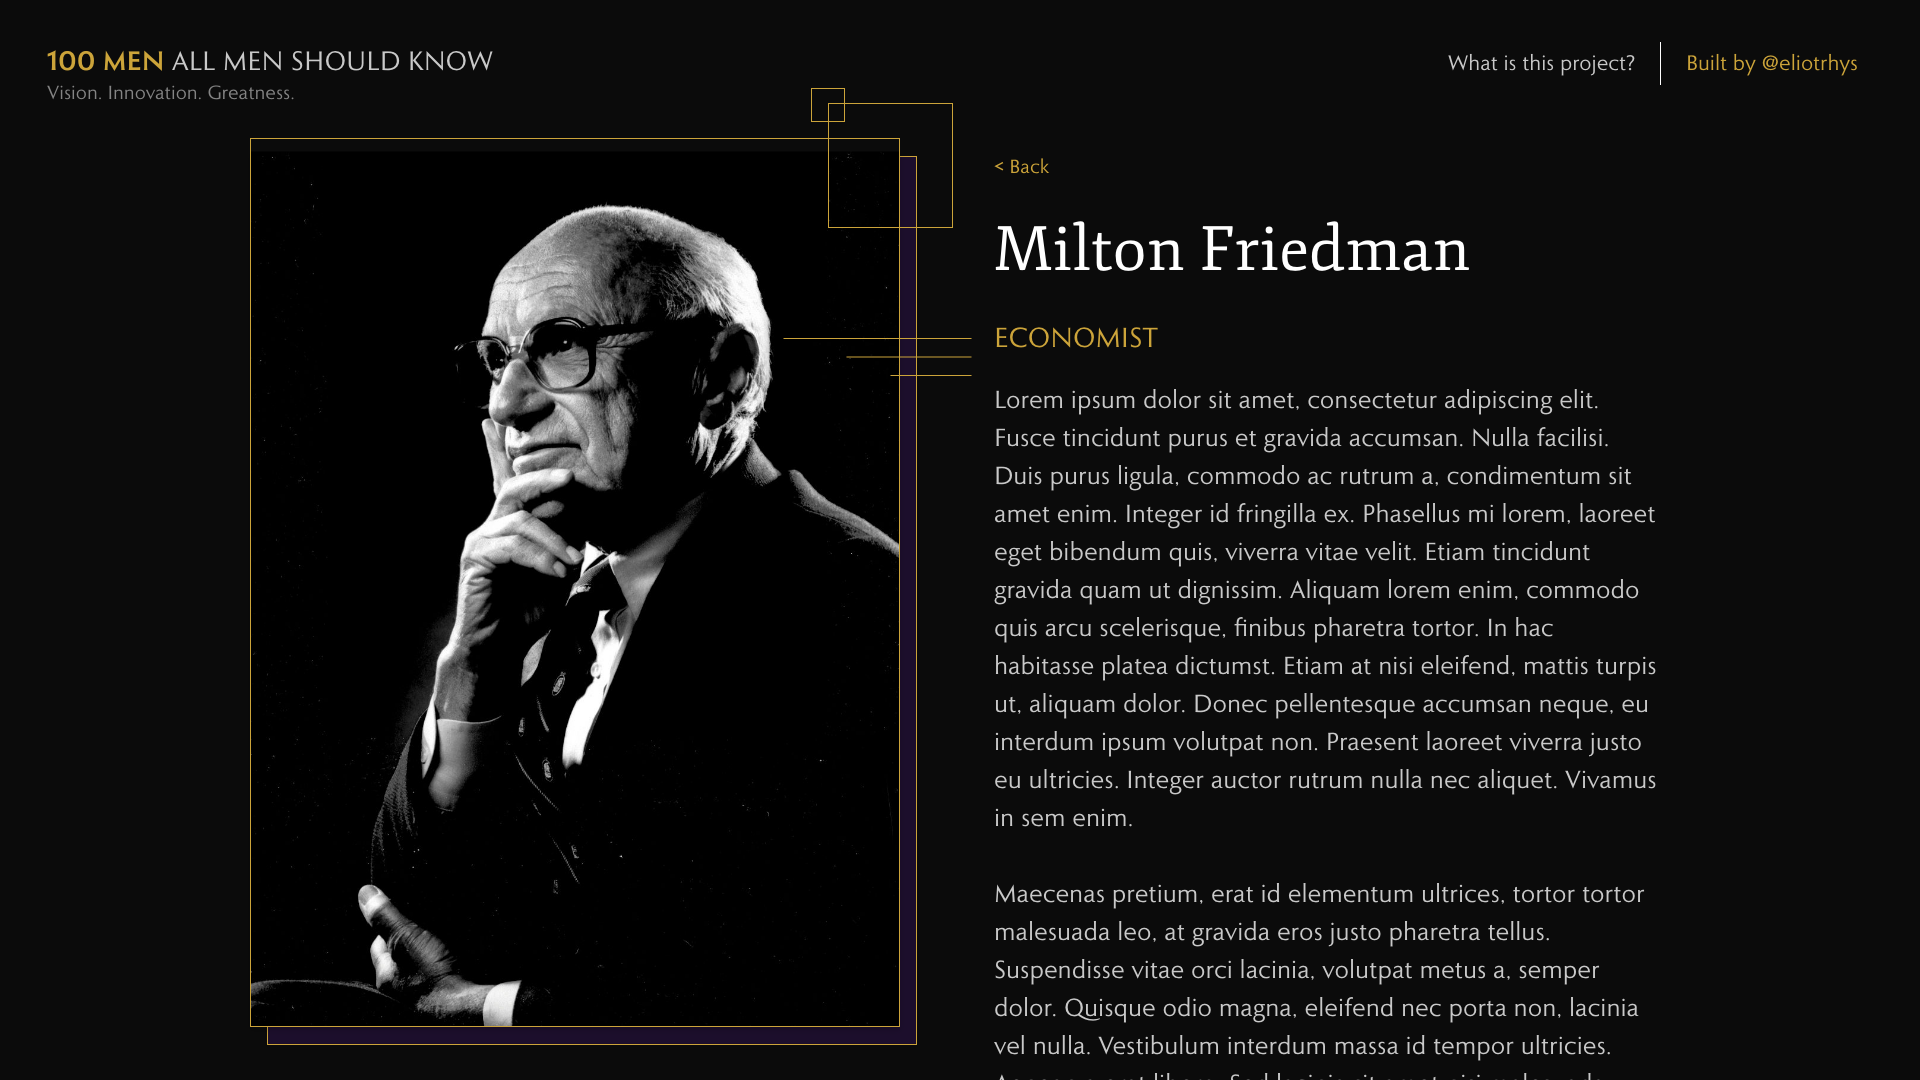 100 MEN ALL MEN SHOULD KNOW
Vision. Innovation. Greatness.
What is this project?
Built by @eliotrhys
< Back
Milton Friedman
ECONOMIST
Lorem ipsum dolor sit amet, consectetur adipiscing elit.
Fusce tincidunt purus et gravida accumsan. Nulla facilisi.
Duis purus ligula, commodo ac rutrum a, condimentum sit
amet enim. Integer id fringilla ex. Phasellus mi lorem, laoreet
eget bibendum quis, viverra vitae velit. Etiam tincidunt
gravida quam ut dignissim. Aliquam lorem enim, commodo
quis arcu scelerisque, finibus pharetra tortor. In hac
habitasse platea dictumst. Etiam at nisi eleifend, mattis turpis
ut, aliquam dolor. Donec pellentesque accumsan neque, eu
interdum ipsum volutpat non. Praesent laoreet viverra justo
eu ultricies. Integer auctor rutrum nulla nec aliquet. Vivamus
in sem enim.
Maecenas pretium, erat id elementum ultrices, tortor tortor
malesuada leo, at gravida eros justo pharetra tellus.
Suspendisse vitae orci lacinia, volutpat metus a, semper
dolor. Quisque odio magna, eleifend nec porta non, lacinia
vel nulla. Vestibulum interdum massa id tempor ultricies.